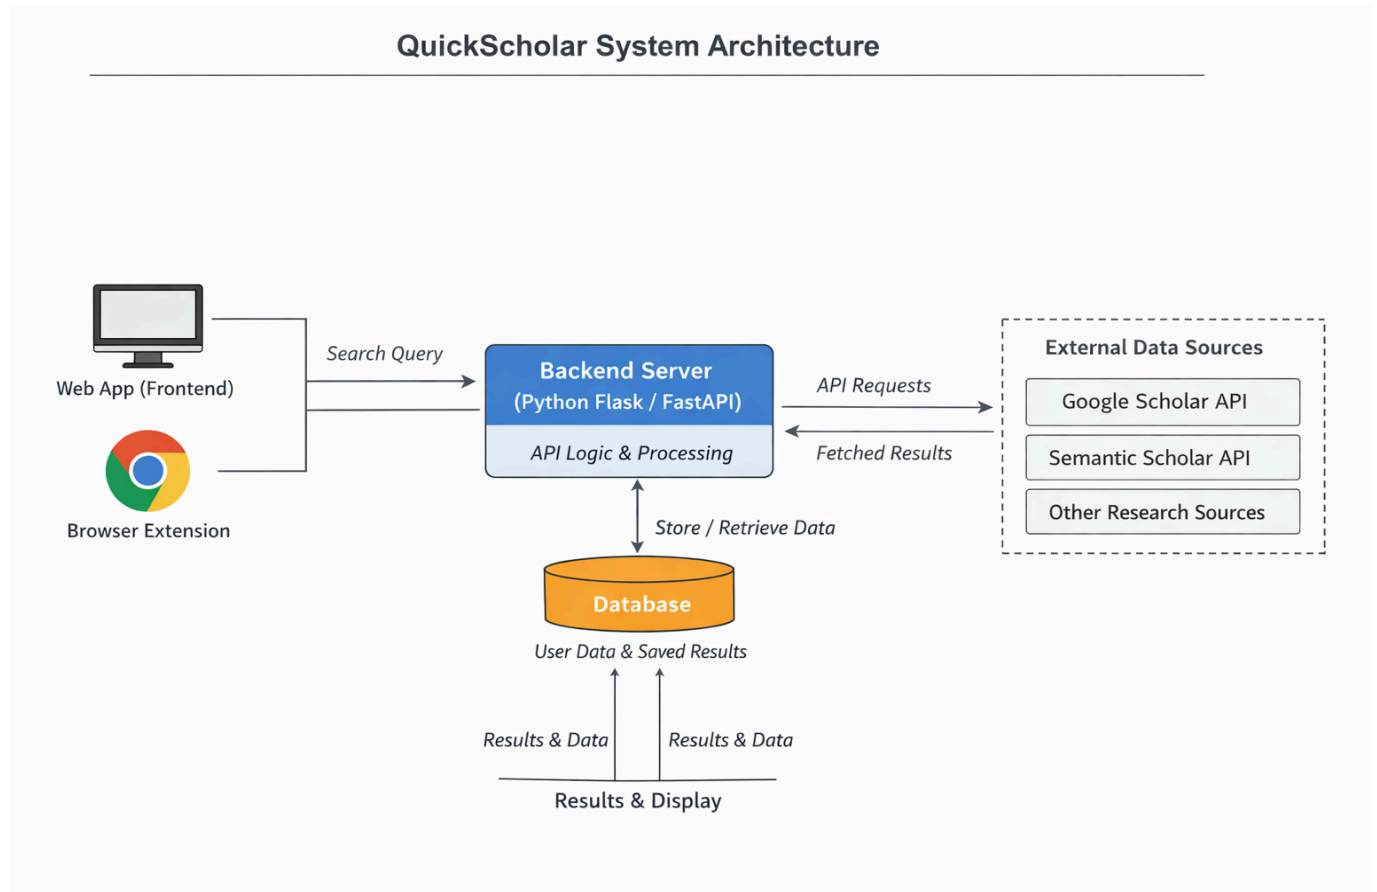 QuickScholar System Architecture
Web App (Frontend)
Browser Extension
Search Query
Backend Server
(Python Flask / FastAPI)
API Logic & Processing
API Requests
Fetched Results
External Data Sources
Google Scholar API
Semantic Scholar API
Other Research Sources
Store / Retrieve Data
Database
User Data & Saved Results
Results & Data
Results & Data
Results & Display